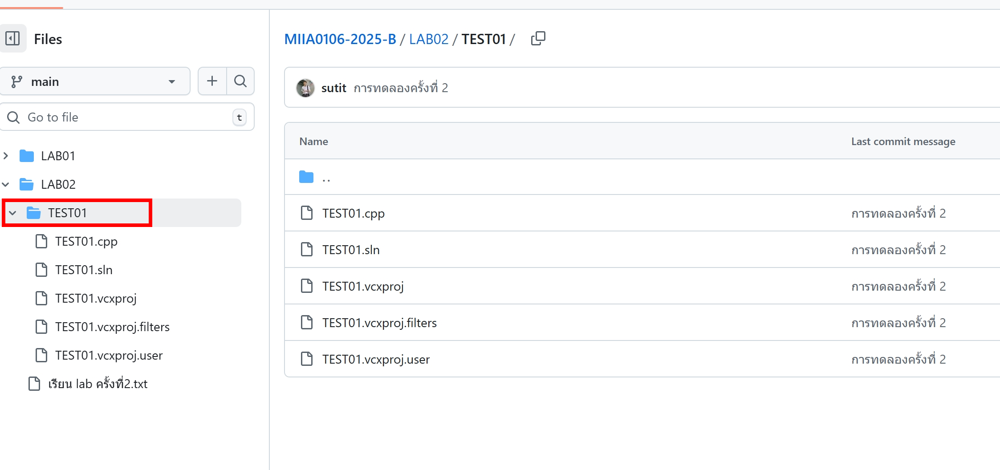 Files
main
Go to file
t
LAB01
LAB02
TEST01
TEST01.cpp
TEST01.sln
TEST01.vcxproj
TEST01.vcxproj.filters
TEST01.vcxproj.user
เรียน lab ครั้งที่2.txt
MIIA0106-2025-B / LAB02 / TEST01 /
sutit การทดลองครั้งที่ 2
Name Last commit message
..
TEST01.cpp การทดลองครั้งที่ 2
TEST01.sln การทดลองครั้งที่ 2
TEST01.vcxproj การทดลองครั้งที่ 2
TEST01.vcxproj.filters การทดลองครั้งที่ 2
TEST01.vcxproj.user การทดลองครั้งที่ 2